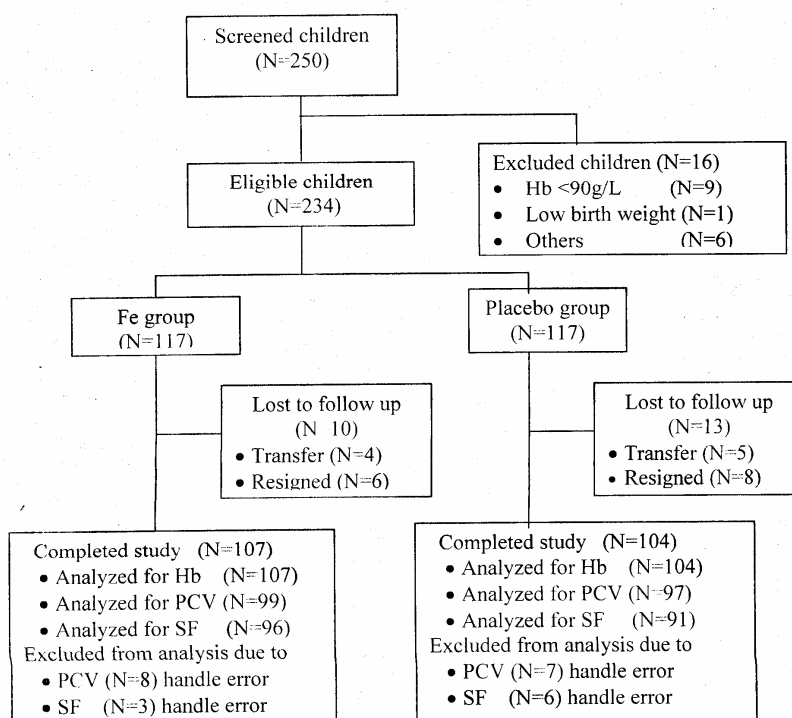 Screened children
(N=250)
Eligible children
(N=234)
Excluded children (N=16)
• Hb <90g/L (N=9)
• Low birth weight (N=1)
• Others (N=6)
Fe group
(N=117)
Placebo group
(N=117)
Lost to follow up
(N 10)
• Transfer (N=4)
• Resigned (N=6)
Lost to follow up
(N=13)
• Transfer (N=5)
• Resigned (N=8)
Completed study (N=107)
• Analyzed for Hb (N=107)
• Analyzed for PCV (N=99)
• Analyzed for SF (N=96)
Excluded from analysis due to
• PCV (N=8) handle error
• SF (N=3) handle error
Completed study (N=104)
• Analyzed for Hb (N=104)
• Analyzed for PCV (N=97)
• Analyzed for SF (N=91)
Excluded from analysis due to
• PCV (N=7) handle error
• SF (N=6) handle error